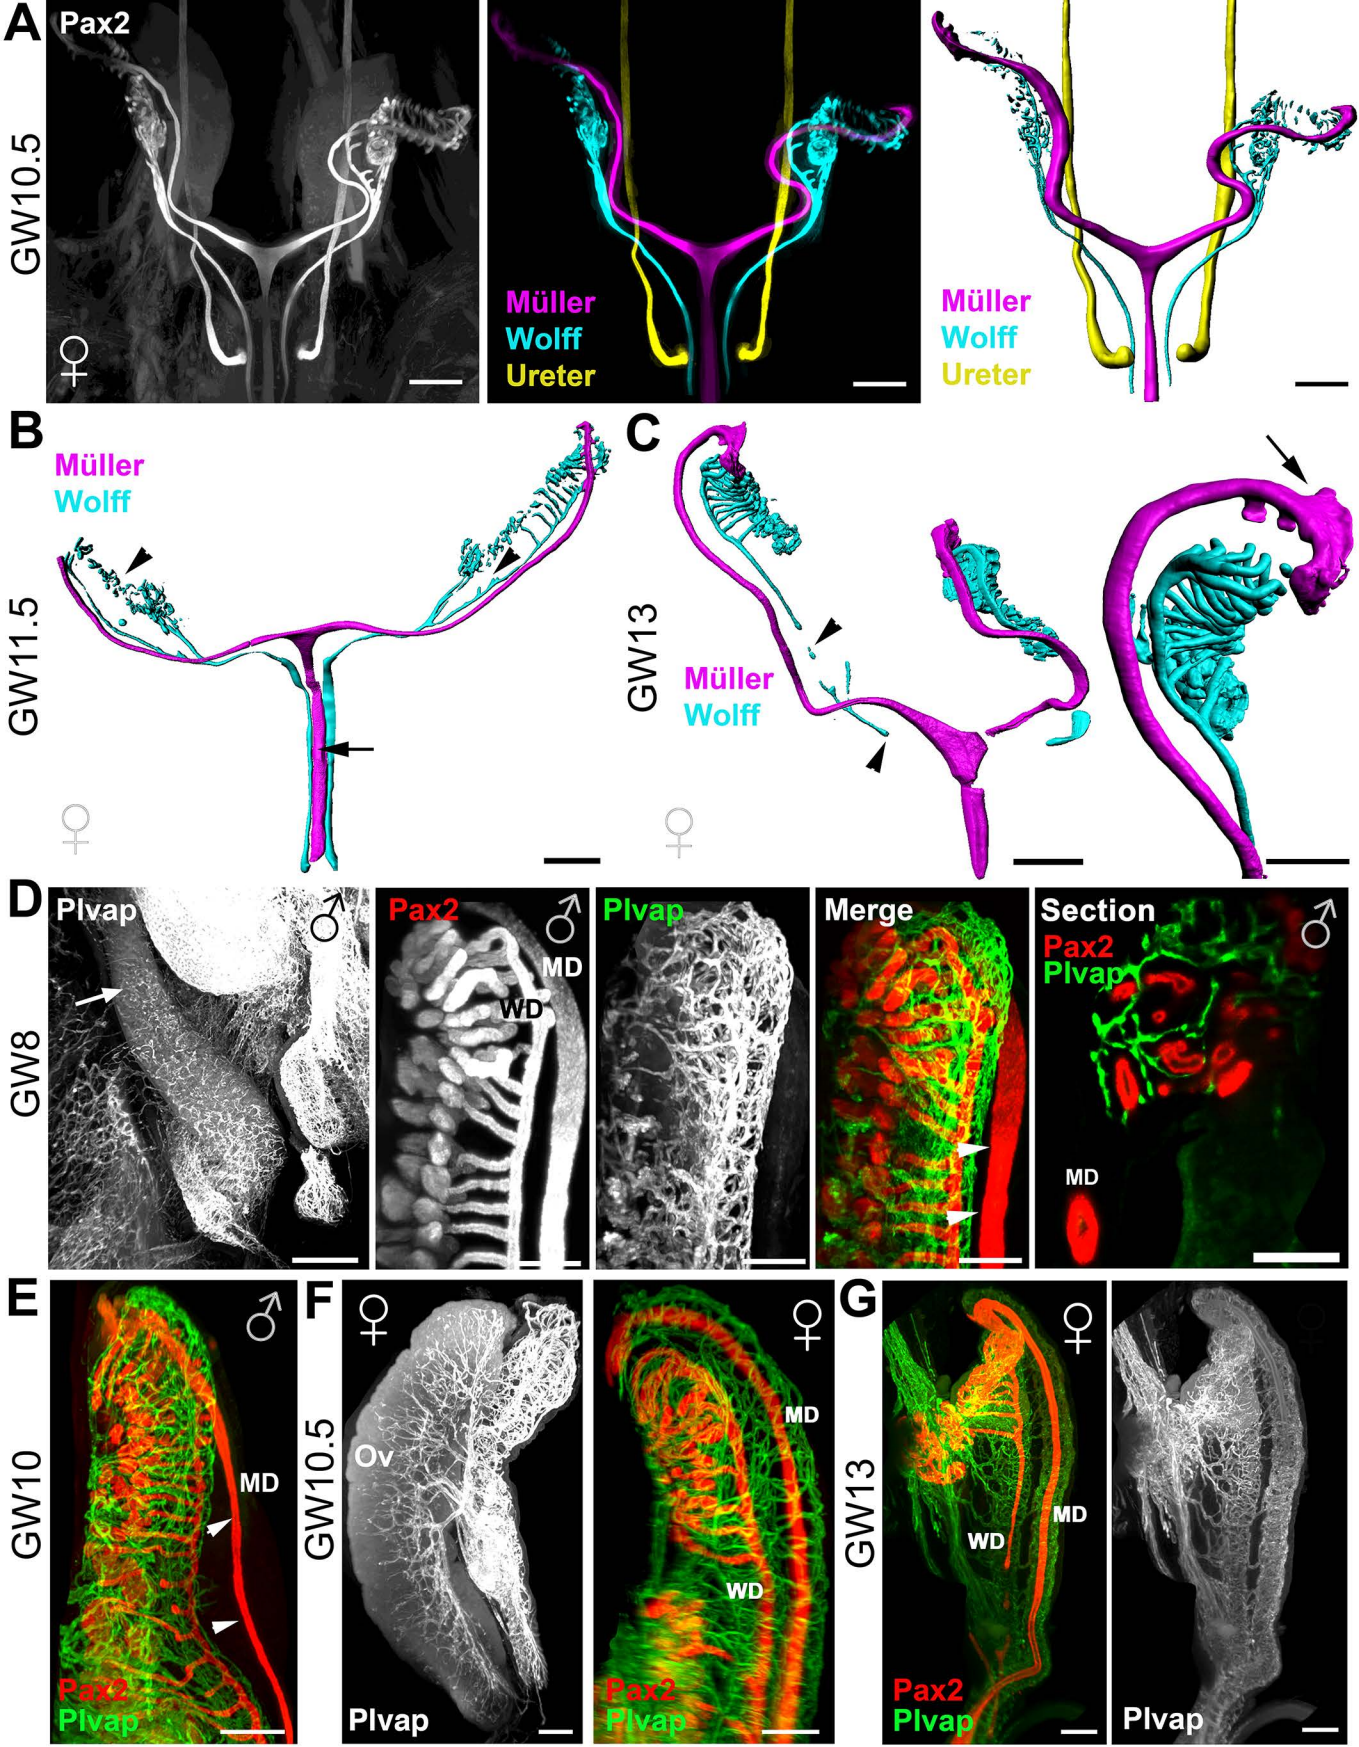 A
Pax2
GW10.5
♀
Müller
Wolff
Ureter
Müller
Wolff
Ureter
B
Müller
Wolff
GW11.5
♀
C
GW13
Müller
Wolff
♀
D
GW8
Plvap
♂
Pax2
♂
MD
WD
Plvap
Merge
Section
Pax2
Plvap
♂
MD
E
GW10
♂
MD
Pax2
Plvap
F
GW10.5
♀
Ov
Plvap
♀
MD
WD
Pax2
Plvap
G
GW13
♀
MD
WD
Pax2
Plvap
♀
Plvap